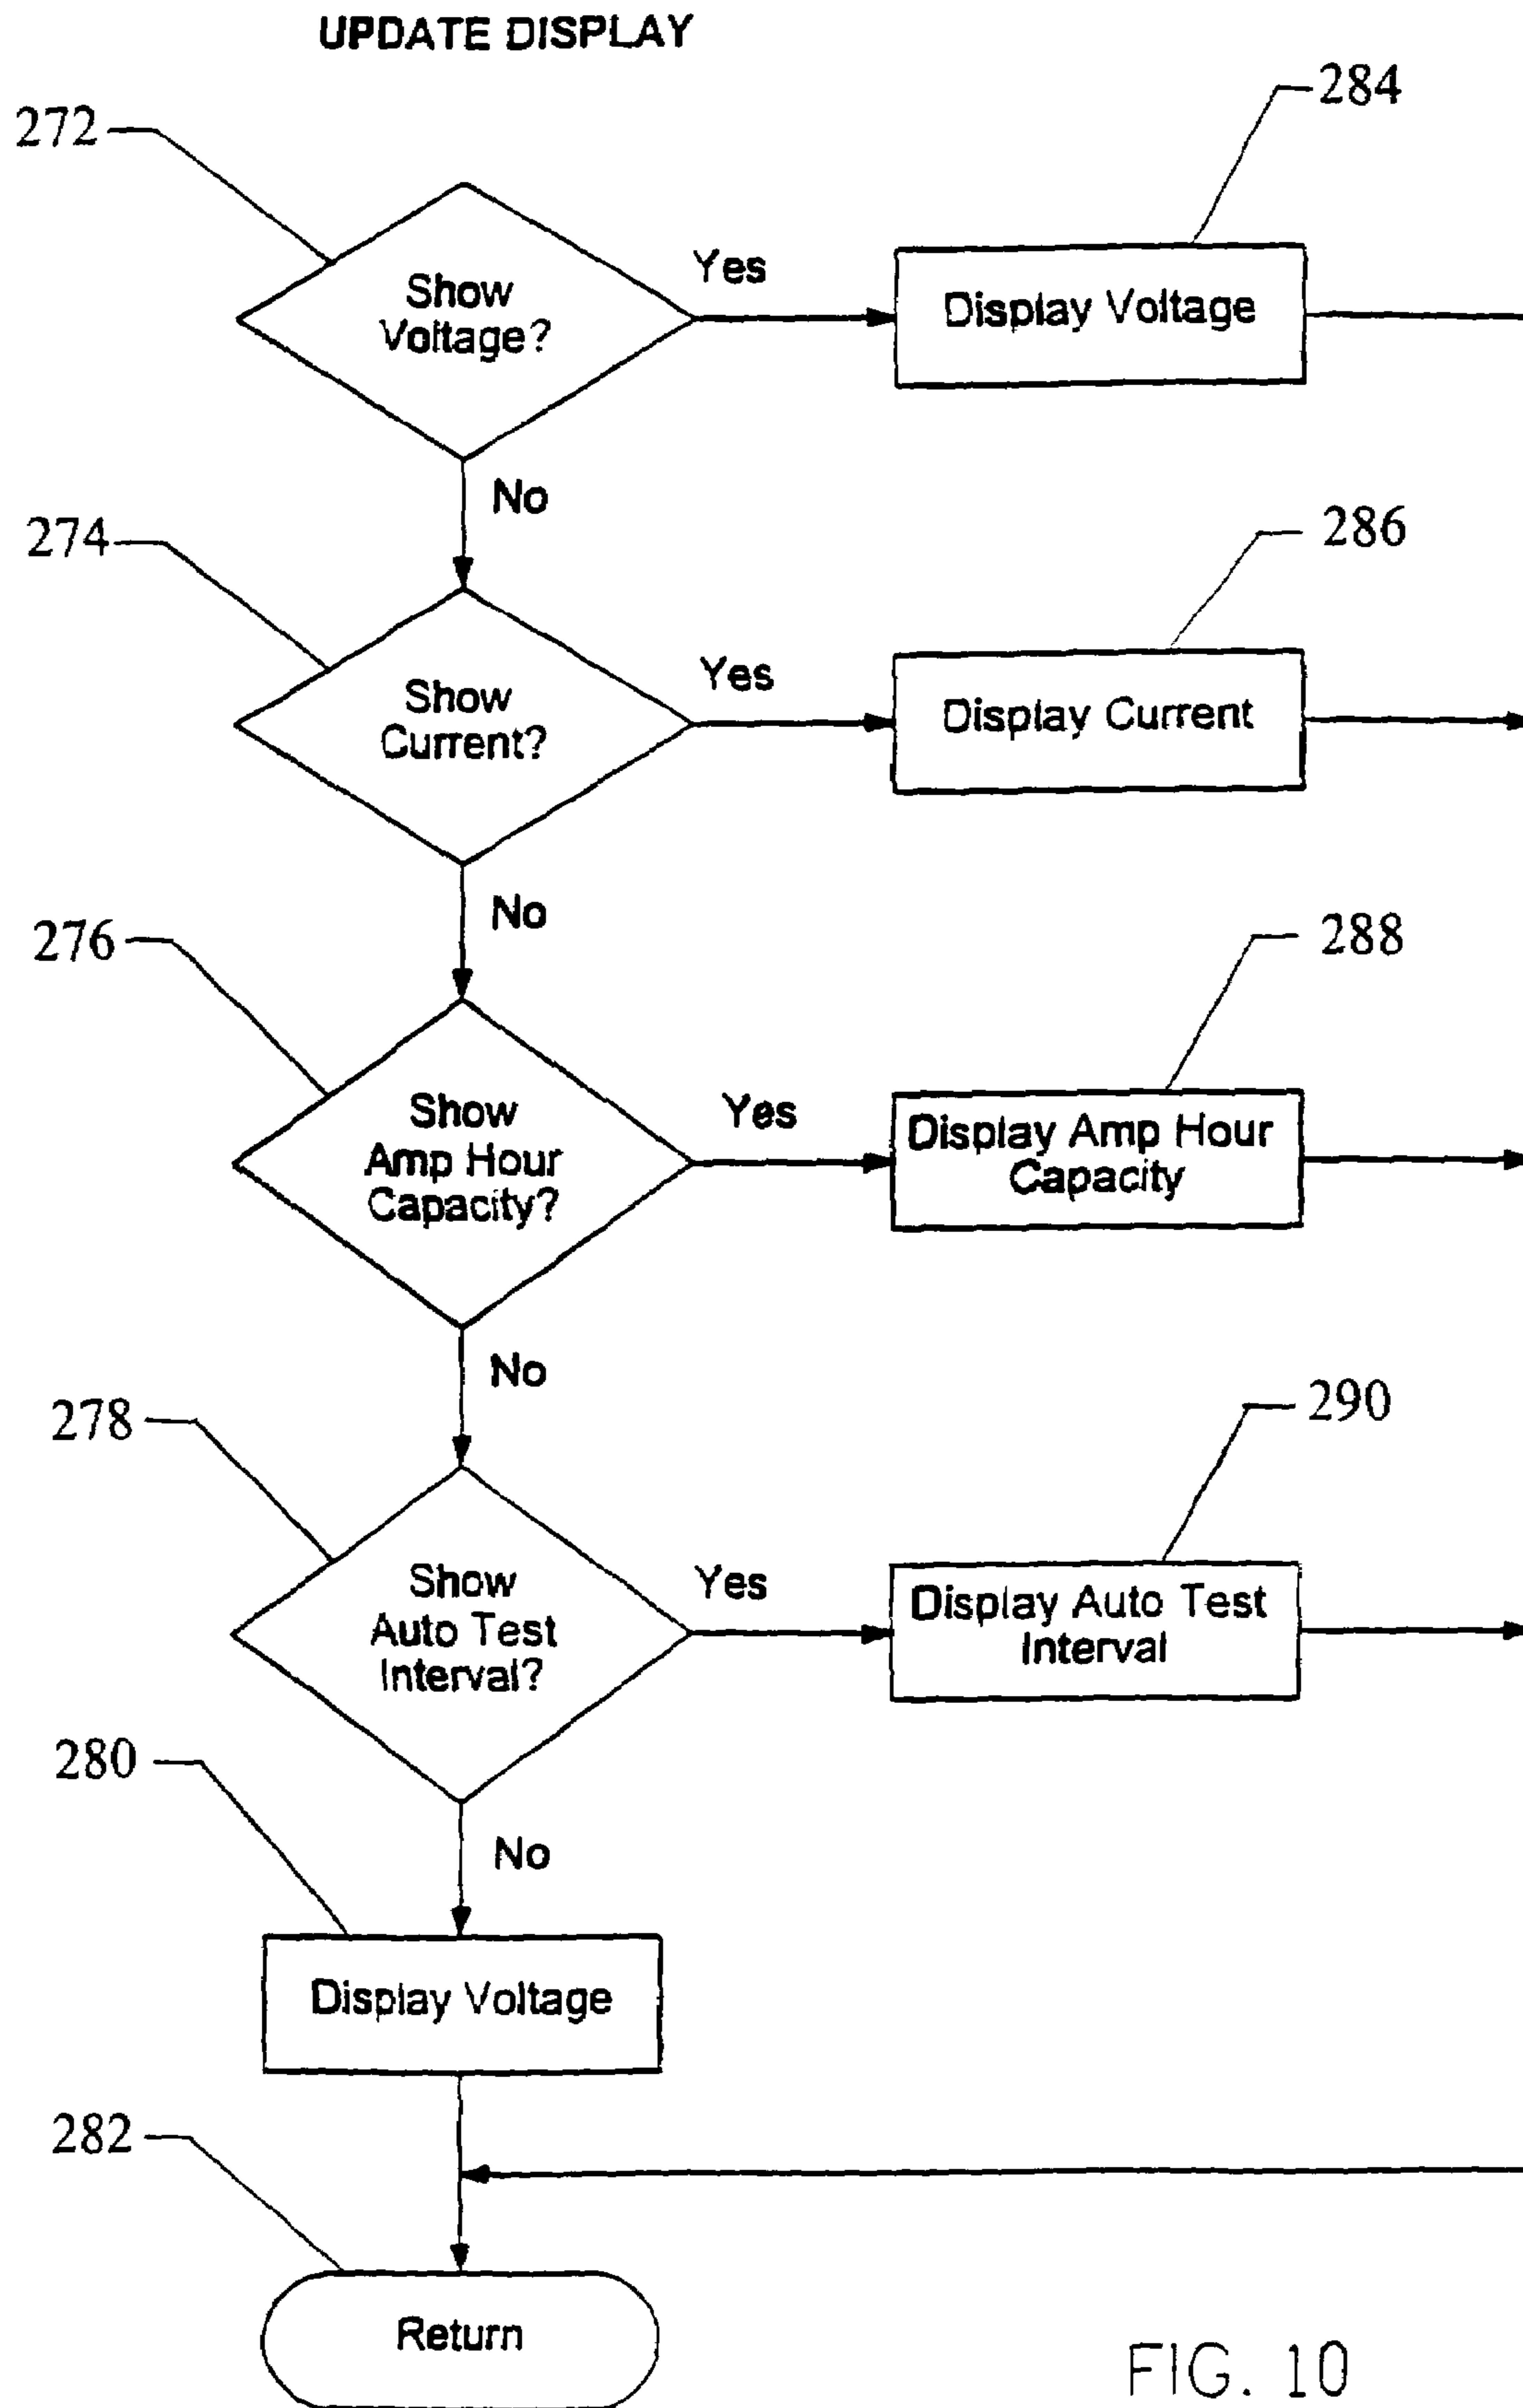 UPDATE DISPLAY
284
272
Yes
Show
Voltage?
Display Voltage
No
274
286
Yes
Show
Current?
Display Current
No
276
288
Yes
Show
Amp Hour
Capacity?
Display Amp Hour
Capacity
No
278
290
Yes
Show
Auto Test
Interval?
Display Auto Test
Interval
280
No
Display Voltage
282
Return
FIG. 10